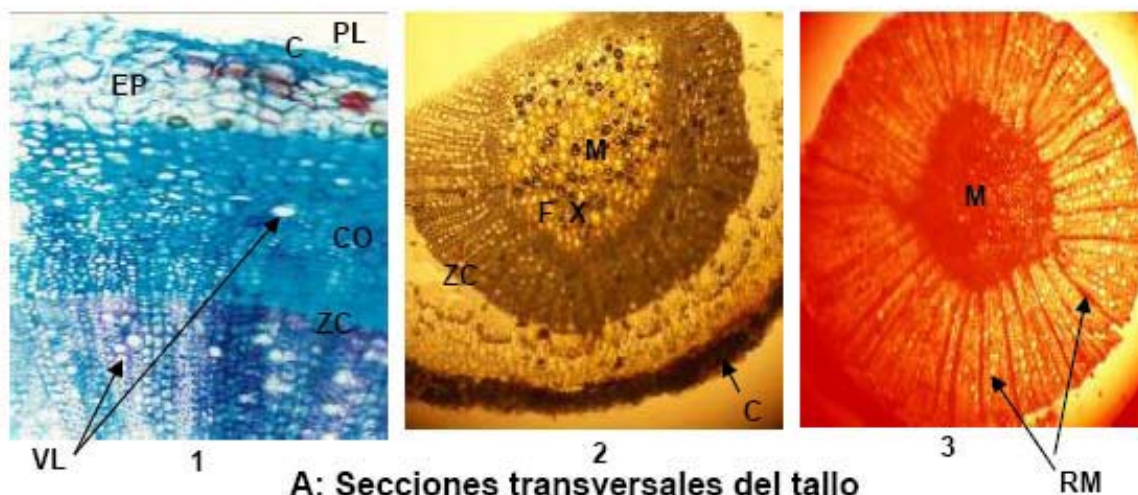 PL
C
EP
CO
ZC
VL
1
M
F X
ZC
C
2
M
3
RM
A: Secciones transversales del tallo